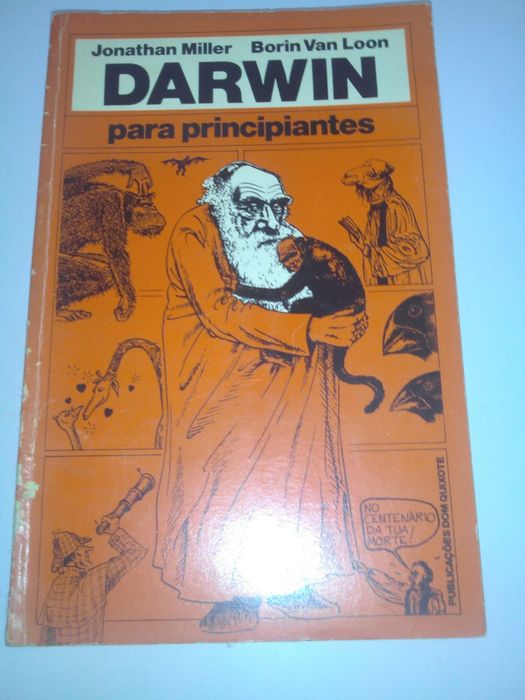 Jonathan Miller Borin Van Loon
DARWIN
para principiantes
NO
CENTENÁRIO
DA TUA
MORTE!
PUBLICAÇÕES DOM QUIXOTE